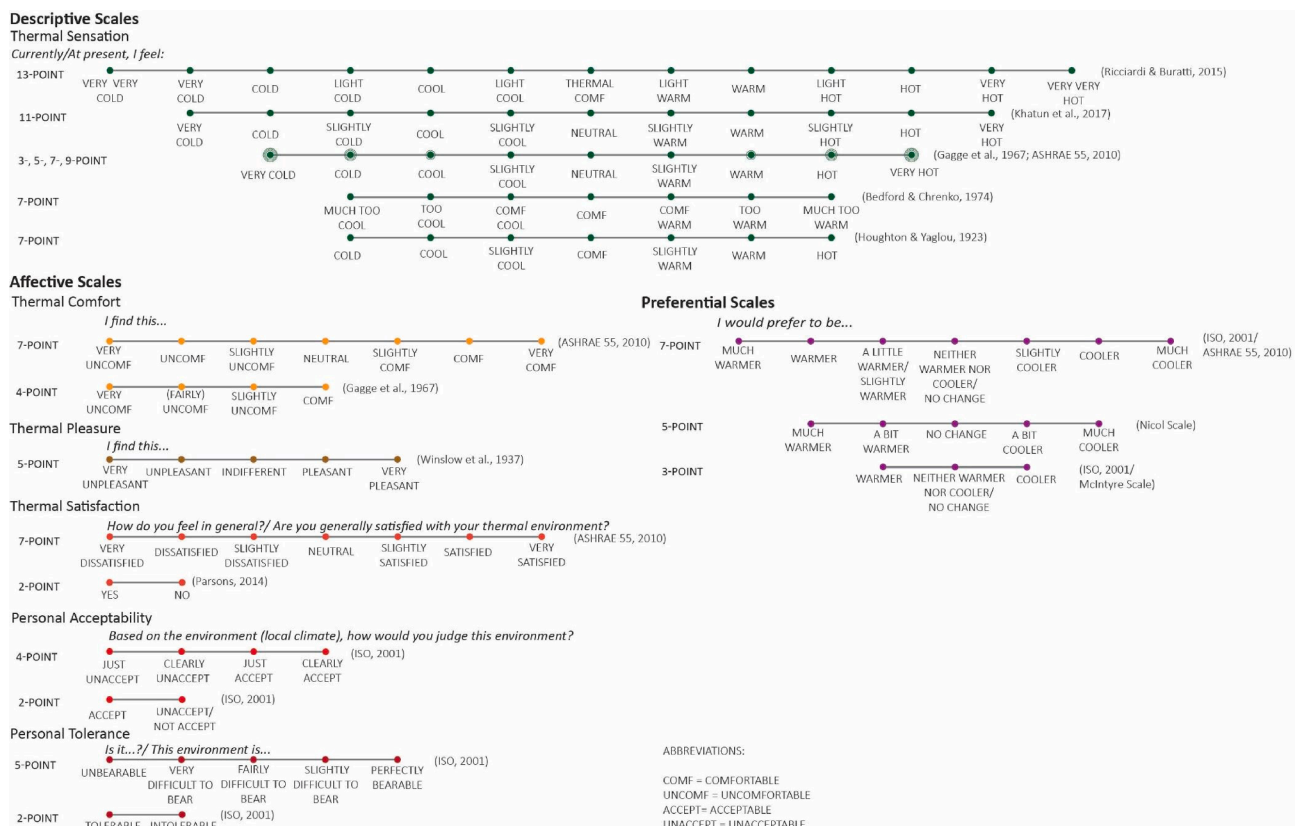 Descriptive Scales
Thermal Sensation
Currently/At present, I feel:
13-POINT
VERY VERY COLD
VERY COLD
COLD
LIGHT COLD
COOL
LIGHT COOL
THERMAL COMF
LIGHT WARM
WARM
LIGHT HOT
HOT
VERY HOT
VERY VERY HOT
(Ricciardi & Buratti, 2015)
11-POINT
VERY COLD
COLD
SLIGHTLY COLD
COOL
SLIGHTLY COOL
NEUTRAL
SLIGHTLY WARM
WARM
SLIGHTLY HOT
HOT
VERY HOT
(Khatun et al., 2017)
3-, 5-, 7-, 9-POINT
VERY COLD
COLD
COOL
SLIGHTLY COOL
NEUTRAL
SLIGHTLY WARM
WARM
HOT
VERY HOT
(Gagge et al., 1967; ASHRAE 55, 2010)
7-POINT
MUCH TOO COOL
TOO COOL
COMF COOL
COMF
COMF WARM
TOO WARM
MUCH TOO WARM
(Bedford & Chrenko, 1974)
7-POINT
COLD
COOL
SLIGHTLY COOL
COMF
SLIGHTLY WARM
WARM
HOT
(Houghton & Yaglou, 1923)
Affective Scales
Thermal Comfort
I find this...
7-POINT
VERY UNCOMF
UNCOMF
SLIGHTLY UNCOMF
NEUTRAL
SLIGHTLY COMF
COMF
VERY COMF
(ASHRAE 55, 2010)
4-POINT
VERY UNCOMF
(FAIRLY) UNCOMF
SLIGHTLY UNCOMF
COMF
(Gagge et al., 1967)
Thermal Pleasure
I find this...
5-POINT
VERY UNPLEASANT
UNPLEASANT
INDIFFERENT
PLEASANT
VERY PLEASANT
(Winslow et al., 1937)
Thermal Satisfaction
How do you feel in general?/ Are you generally satisfied with your thermal environment?
7-POINT
VERY DISSATISFIED
DISSATISFIED
SLIGHTLY DISSATISFIED
NEUTRAL
SLIGHTLY SATISFIED
SATISFIED
VERY SATISFIED
(ASHRAE 55, 2010)
2-POINT
YES
NO
(Parsons, 2014)
Personal Acceptability
Based on the environment (local climate), how would you judge this environment?
4-POINT
JUST UNACCEPT
CLEARLY UNACCEPT
JUST ACCEPT
CLEARLY ACCEPT
(ISO, 2001)
2-POINT
ACCEPT
UNACCEPT/ NOT ACCEPT
(ISO, 2001)
Personal Tolerance
Is it...?/ This environment is...
5-POINT
UNBEARABLE
VERY DIFFICULT TO BEAR
FAIRLY DIFFICULT TO BEAR
SLIGHTLY DIFFICULT TO BEAR
PERFECTLY BEARABLE
(ISO, 2001)
2-POINT
TOLERABLE
INTOLERABLE
(ISO, 2001)
Preferential Scales
I would prefer to be...
7-POINT
MUCH WARMER
WARMER
A LITTLE WARMER/ SLIGHTLY WARMER
NEITHER WARMER NOR COOLER/ NO CHANGE
SLIGHTLY COOLER
COOLER
MUCH COOLER
(ISO, 2001/ ASHRAE 55, 2010)
5-POINT
MUCH WARMER
A BIT WARMER
NO CHANGE
A BIT COOLER
MUCH COOLER
(Nicol Scale)
3-POINT
WARMER
NEITHER WARMER NOR COOLER/ NO CHANGE
COOLER
(ISO, 2001/ McIntyre Scale)
ABBREVIATIONS:
COMF = COMFORTABLE
UNCOMF = UNCOMFORTABLE
ACCEPT= ACCEPTABLE
UNACCEPT = UNACCEPTABLE